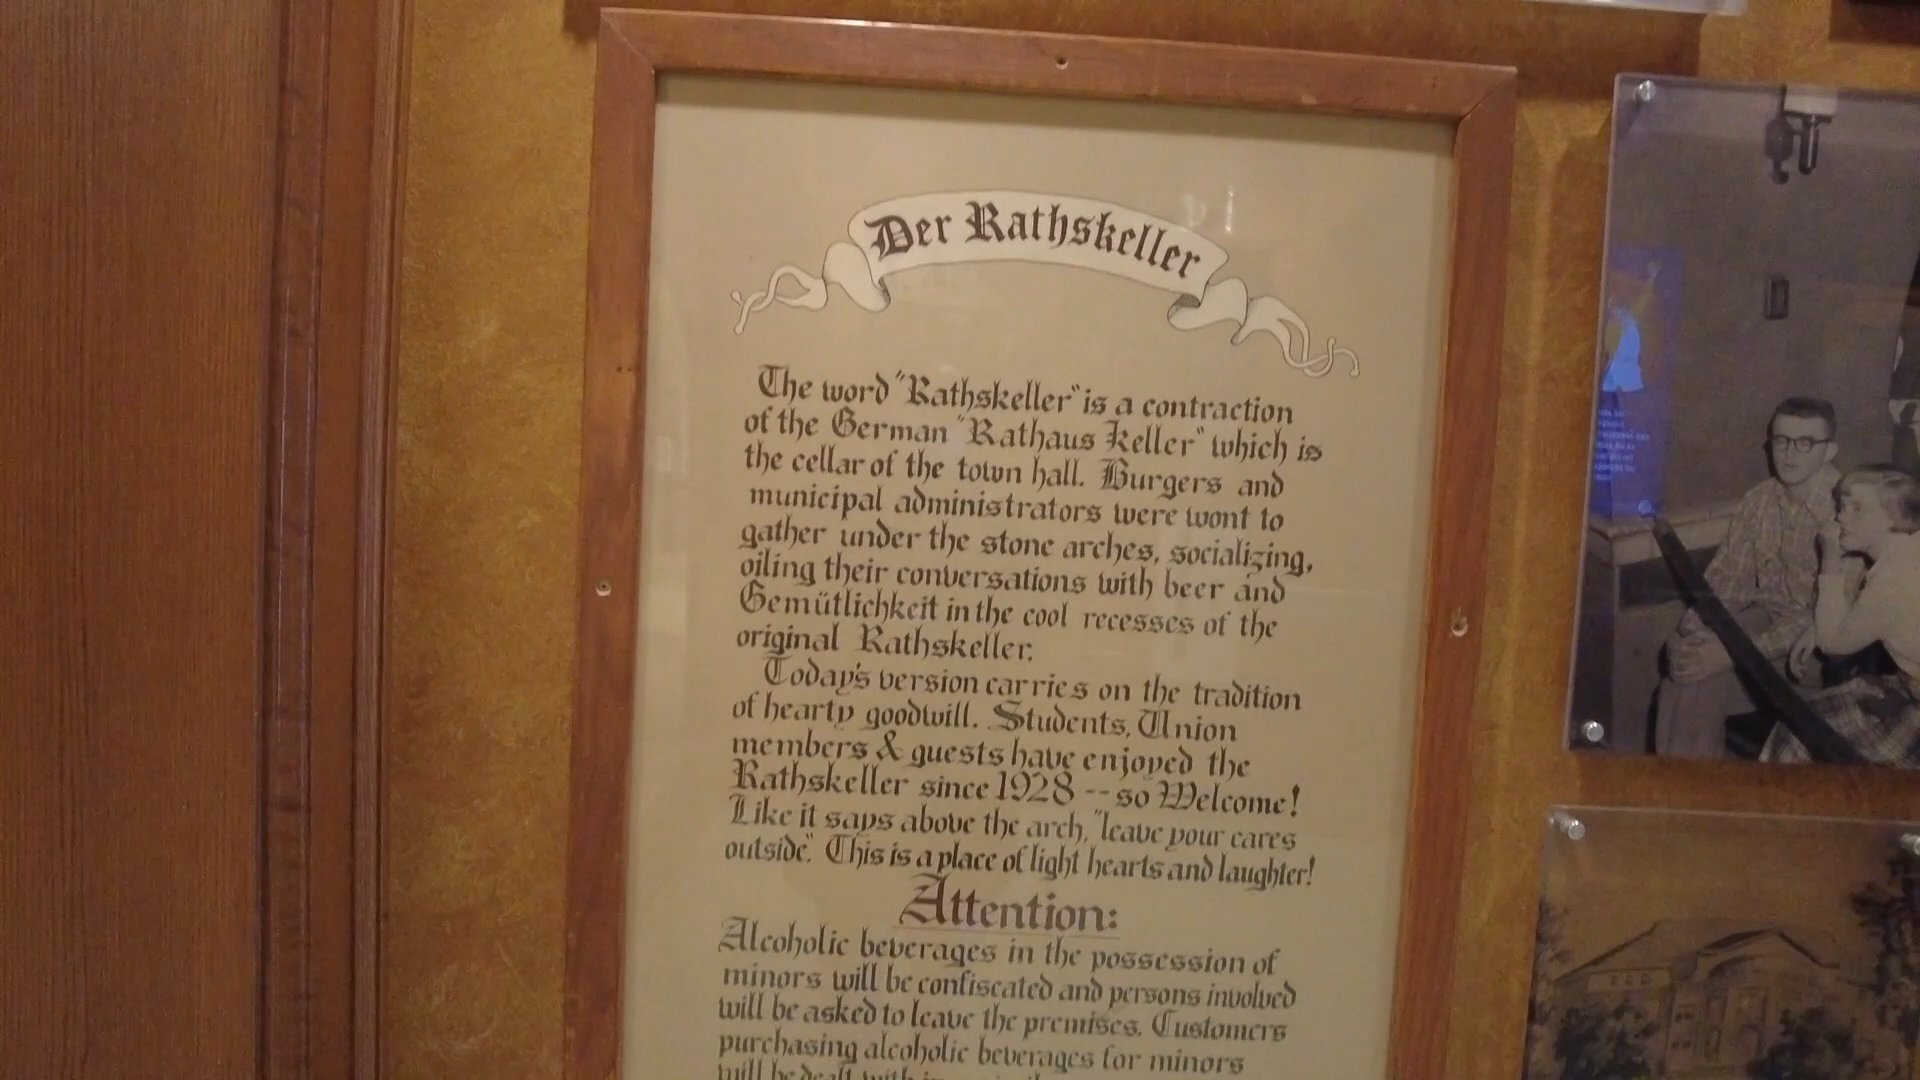 Der Rathskeller
The word "Rathskeller" is a contraction
of the German "Rathaus Keller" which is
the cellar of the town hall. Burgers and
municipal administrators were wont to
gather under the stone arches, socializing,
oiling their conversations with beer and
Gemütlichkeit in the cool recesses of the
original Rathskeller.
Today's version carries on the tradition
of hearty goodwill. Students, Union
members & guests have enjoyed the
Rathskeller since 1928 -- so Welcome!
Like it says above the arch, "leave your cares
outside". This is a place of light hearts and laughter!
Attention:
Alcoholic beverages in the possession of
minors will be confiscated and persons involved
will be asked to leave the premises. Customers
purchasing alcoholic beverages for minors
will be dealt with